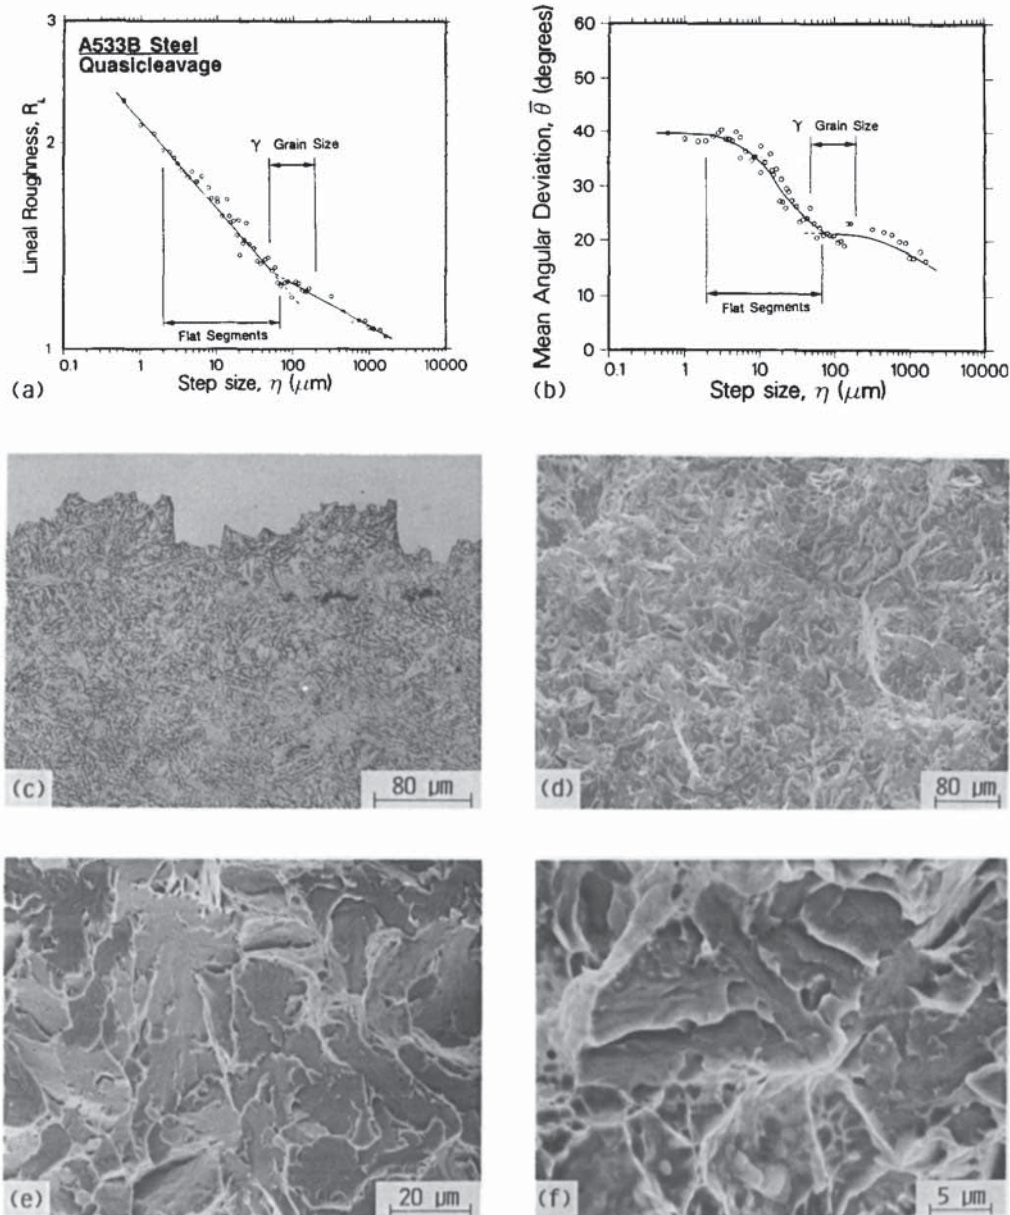 3
A533B Steel
Quasicleavage
Lineal Roughness, R_L
2
γ Grain Size
Flat Segments
1
0.1 1 10 100 1000 10000
(a)
Step size, η (μm)
Mean Angular Deviation, θ̄ (degrees)
60
50
40
30
20
10
0
γ Grain Size
Flat Segments
0.1 1 10 100 1000 10000
(b)
Step size, η (μm)
(c)
80 μm
(d)
80 μm
(e)
20 μm
(f)
5 μm